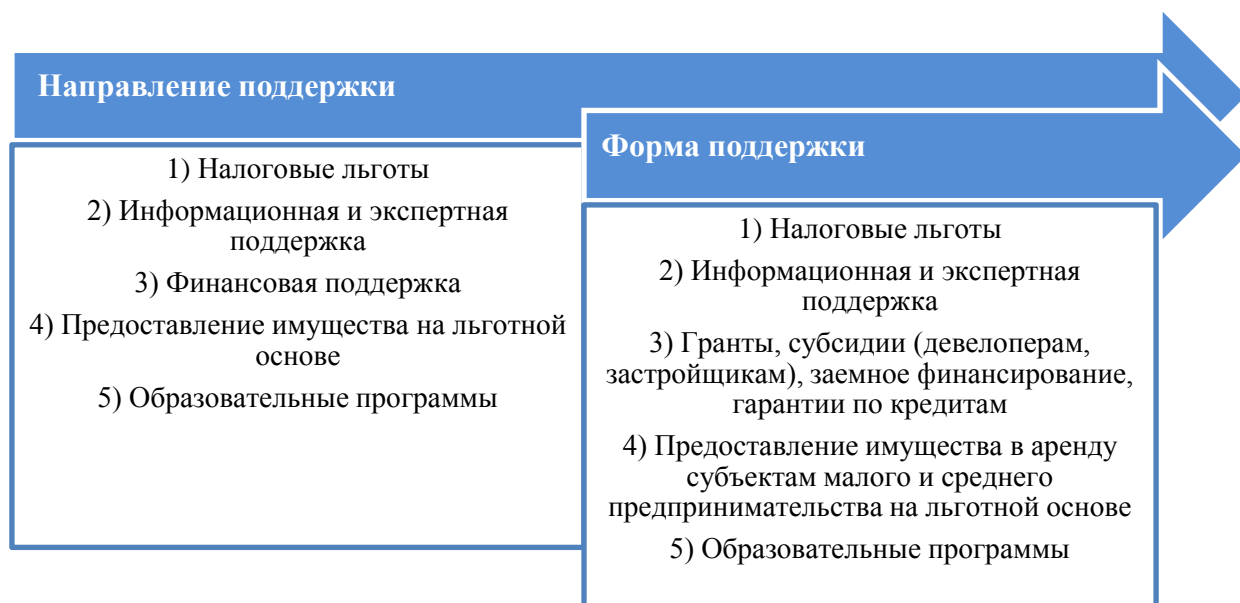 Направление поддержки
1) Налоговые льготы
2) Информационная и экспертная
поддержка
3) Финансовая поддержка
4) Предоставление имущества на льготной
основе
5) Образовательные программы
Форма поддержки
1) Налоговые льготы
2) Информационная и экспертная
поддержка
3) Гранты, субсидии (девелоперам,
застройщикам), заемное финансирование,
гарантии по кредитам
4) Предоставление имущества в аренду
субъектам малого и среднего
предпринимательства на льготной основе
5) Образовательные программы